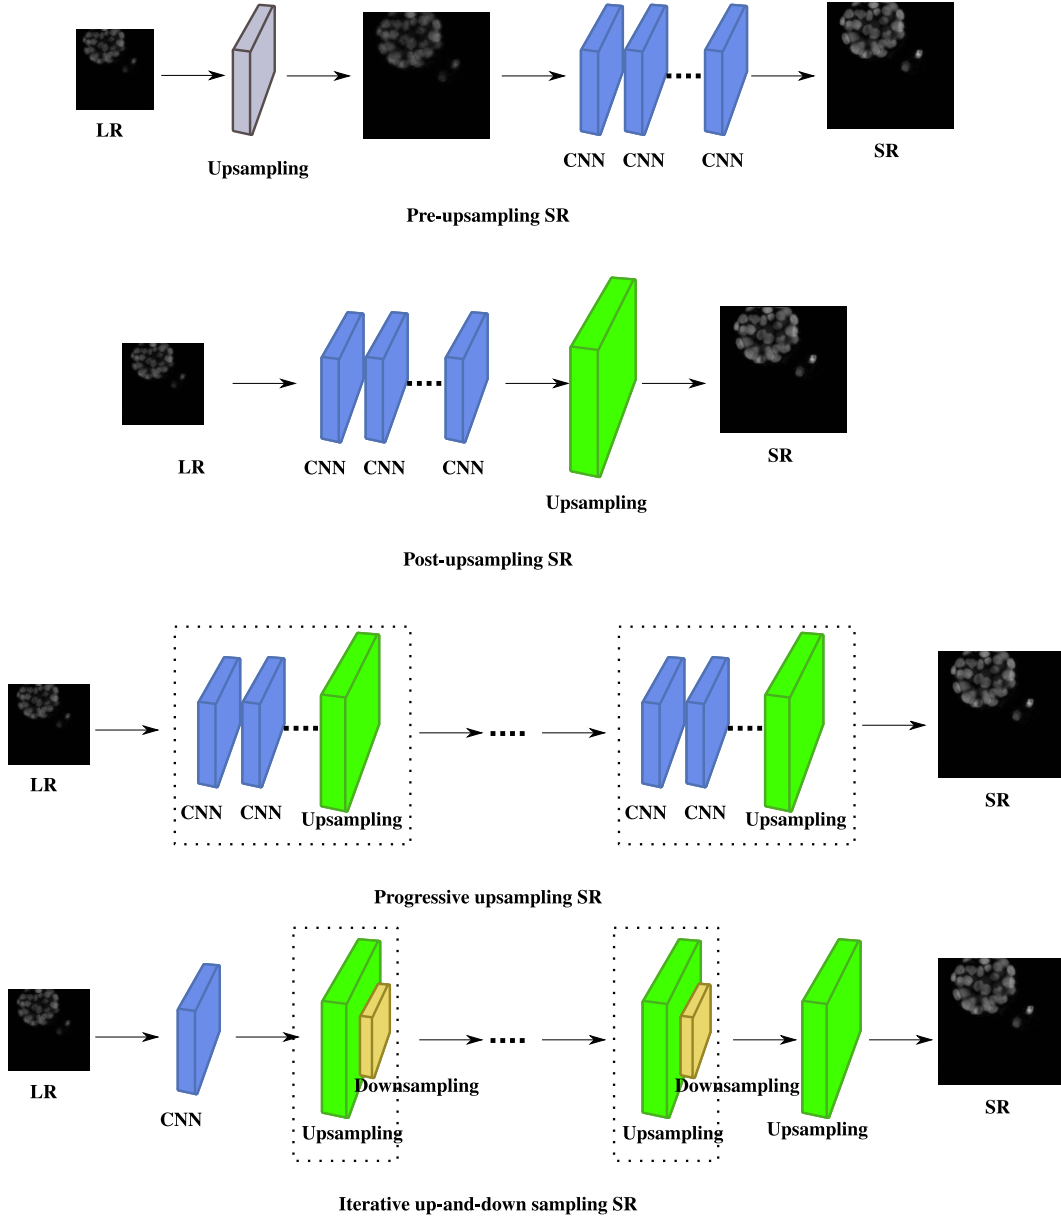 LR
Upsampling
CNN CNN CNN
SR
Pre-upsampling SR
LR
CNN CNN CNN
Upsampling
SR
Post-upsampling SR
LR
CNN CNN Upsampling
CNN CNN Upsampling
SR
Progressive upsampling SR
LR
CNN
Downsampling
Upsampling
Downsampling
Upsampling
Upsampling
SR
Iterative up-and-down sampling SR